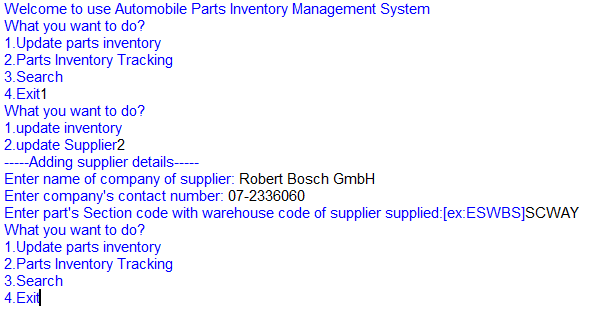 Welcome to use Automobile Parts Inventory Management System
What you want to do?
1.Update parts inventory
2.Parts Inventory Tracking
3.Search
4.Exit1
What you want to do?
1.update inventory
2.update Supplier2
-----Adding supplier details-----
Enter name of company of supplier: Robert Bosch GmbH
Enter company's contact number: 07-2336060
Enter part's Section code with warehouse code of supplier supplied:[ex:ESWBS]SCWAY
What you want to do?
1.Update parts inventory
2.Parts Inventory Tracking
3.Search
4.Exit